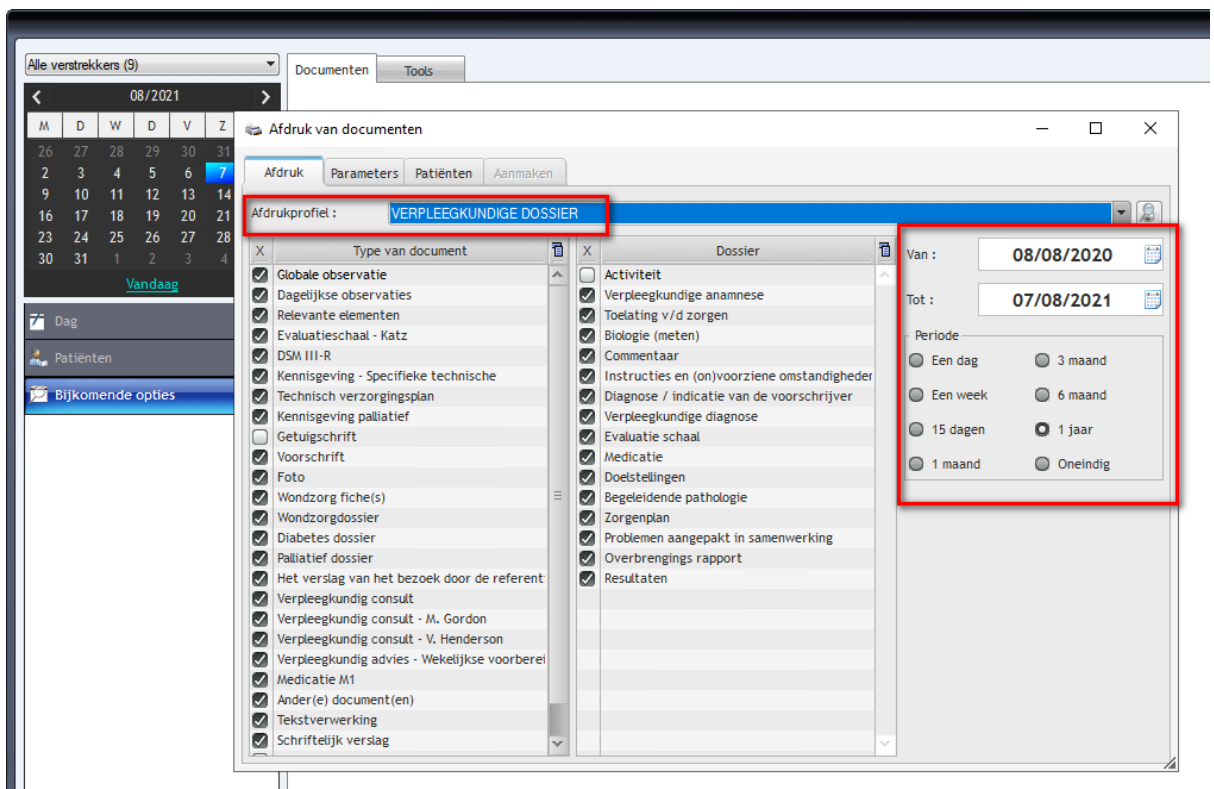 Alle verstrekkers (9)
Documenten Tools
08/2021
M D W D V Z
26 27 28 29 30 31
2 3 4 5 6 7
9 10 11 12 13 14
16 17 18 19 20 21
23 24 25 26 27 28
30 31 1 2 3 4
Vandaag
Dag
Patiënten
Bijkomende opties
Afdruk van documenten
Afdruk Parameters Patiënten Aanmaken
Afdrukprofiel : VERPLEEGKUNDIGE DOSSIER
X Type van document
Globale observatie
Dagelijkse observaties
Relevante elementen
Evaluatieschaal - Katz
DSM III-R
Kennisgeving - Specifieke technische
Technisch verzorgingsplan
Kennisgeving palliatief
Getuigschrift
Voorschrift
Foto
Wondzorg fiche(s)
Wondzorgdossier
Diabetes dossier
Palliatief dossier
Het verslag van het bezoek door de referent
Verpleegkundig consult
Verpleegkundig consult - M. Gordon
Verpleegkundig consult - V. Henderson
Verpleegkundig advies - Wekelijkse voorberei
Medicatie M1
Ander(e) document(en)
Tekstverwerking
Schriftelijk verslag
X Dossier
Activiteit
Verpleegkundige anamnese
Toelating v/d zorgen
Biologie (meten)
Commentaar
Instructies en (on)voorziene omstandigheder
Diagnose / indicatie van de voorschrijver
Verpleegkundige diagnose
Evaluatie schaal
Medicatie
Doelstellingen
Begeleidende pathologie
Zorgenplan
Problemen aangepakt in samenwerking
Overbrengings rapport
Resultaten
Van : 08/08/2020
Tot : 07/08/2021
Periode
Een dag 3 maand
Een week 6 maand
15 dagen 1 jaar
1 maand Oneindig